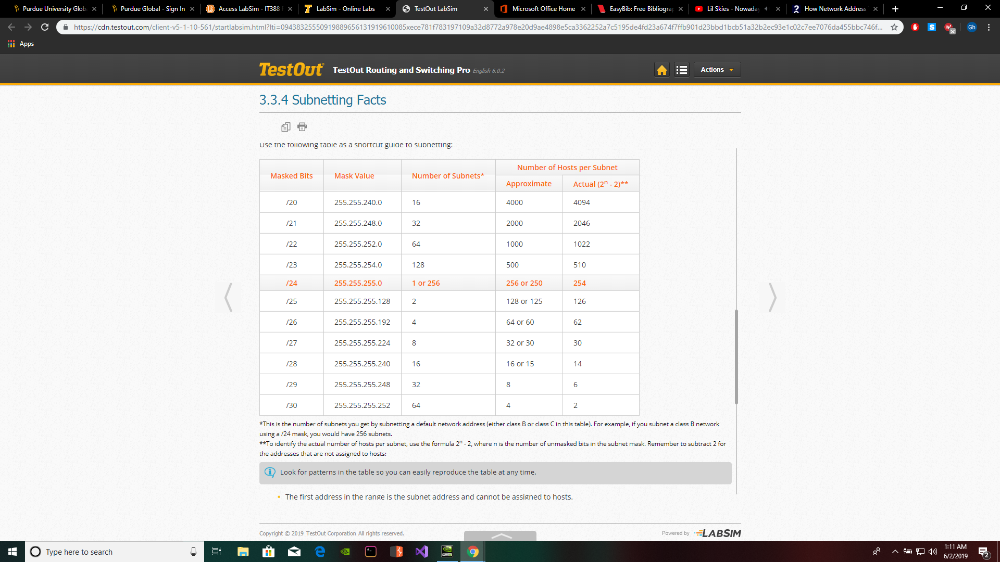 Purdue University Glob
Purdue Global - Sign In
Access LabSim - IT388
LabSim - Online Labs
TestOut LabSim
Microsoft Office Home
EasyBib: Free Bibliogra
Lil Skies - Nowada
How Network Address
https://cdn.testout.com/client-v5-1-10-561/startlabsim.html?lti=0943832555091988965613191961008​5xece781f783197109a32d8772a978e20d9ae4898e5ca3362252a7c5195de4fd23a674f7ffb901d23bbd1bcb51a32b2ec93e1c02c7ee7076da455bbc746f...
Gh
Apps
TestOut TestOut Routing and Switching Pro English 6.0.2
Actions
3.3.4 Subnetting Facts
Use the following table as a shortcut guide to subnetting:
Masked Bits Mask Value Number of Subnets* Number of Hosts per Subnet
Approximate Actual (2n - 2)**
/20 255.255.240.0 16 4000 4094
/21 255.255.248.0 32 2000 2046
/22 255.255.252.0 64 1000 1022
/23 255.255.254.0 128 500 510
/24 255.255.255.0 1 or 256 256 or 250 254
/25 255.255.255.128 2 128 or 125 126
/26 255.255.255.192 4 64 or 60 62
/27 255.255.255.224 8 32 or 30 30
/28 255.255.255.240 16 16 or 15 14
/29 255.255.255.248 32 8 6
/30 255.255.255.252 64 4 2
*This is the number of subnets you get by subnetting a default network address (either class B or class C in this table). For example, if you subnet a class B network
using a /24 mask, you would have 256 subnets.
**To identify the actual number of hosts per subnet, use the formula 2n - 2, where n is the number of unmasked bits in the subnet mask. Remember to subtract 2 for
the addresses that are not assigned to hosts:
Look for patterns in the table so you can easily reproduce the table at any time.
The first address in the range is the subnet address and cannot be assigned to hosts.
Copyright © 2019 TestOut Corporation All rights reserved.
Powered by LABSIM
Type here to search
1:11 AM
6/2/2019
2